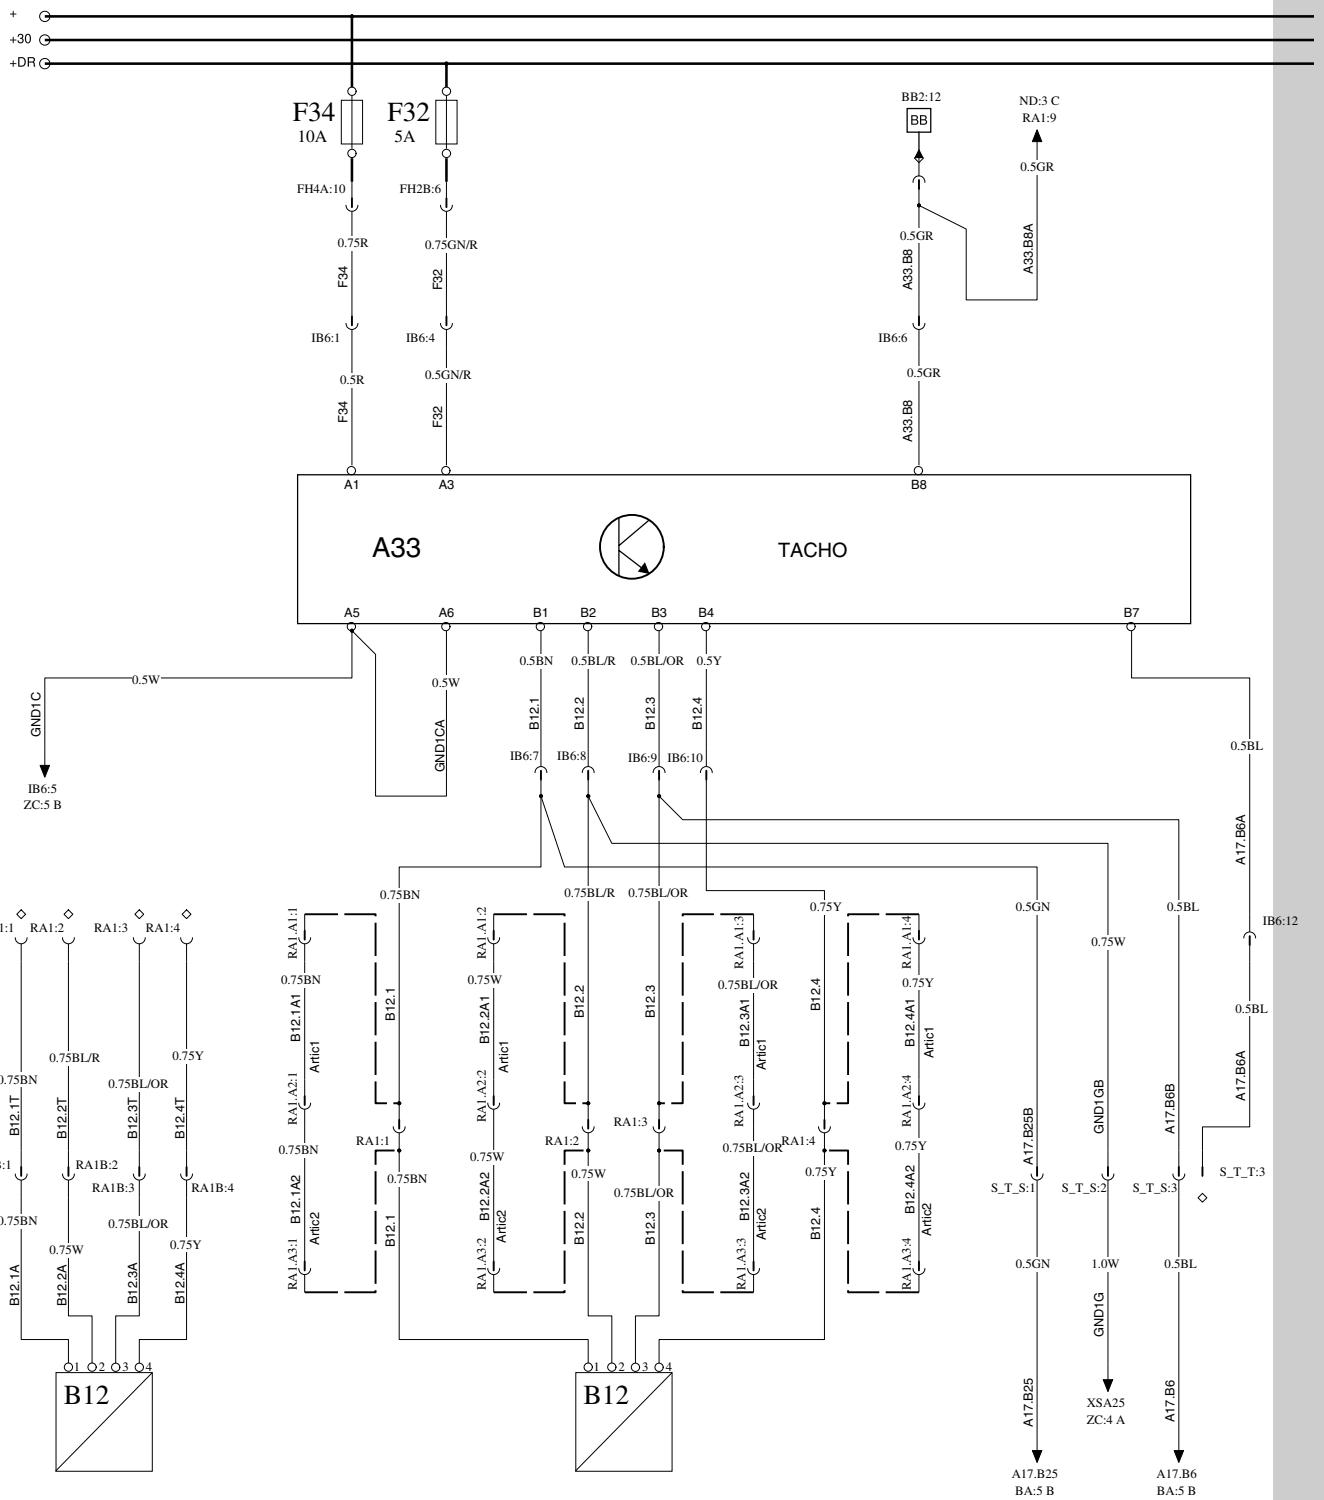 +
+30
+DR
F34
10A
F32
5A
BB2:12
BB
ND:3 C
RA1:9
0.5GR
FH4A:10
FH2B:6
0.75R
0.75GN/R
0.5GR
A33.B8
A33.B8A
F34
F32
IB6:1
IB6:4
IB6:6
0.5R
0.5GN/R
0.5GR
F34
F32
A33.B8
A1
A3
B8
A33
TACHO
A5
A6
B1
B2
B3
B4
B7
0.5W
0.5W
0.5BN
0.5BL/R
0.5BL/OR
0.5Y
GND1C
GND1CA
B12.1
B12.2
B12.3
B12.4
0.5BL
IB6:7
IB6:8
IB6:9
IB6:10
IB6:5
ZC:5 B
A17.B6A
0.75BN
0.75BL/R
0.75BL/OR
0.75Y
0.5GN
0.5BL
1:1
RA1:2
RA1:3
RA1:4
RA1.A1:1
RA1.A1:2
RA1.A1:3
RA1.A1:4
IB6:12
0.75W
0.75BN
0.75W
0.75BL/OR
0.75Y
0.5BL
B12.1A1
B12.1
B12.2A1
B12.2
B12.3
B12.3A1
B12.4
B12.4A1
Artic1
Artic1
Artic1
0.75BL/R
0.75Y
0.75BN
0.75BL/OR
RA1.A2:1
RA1.A2:2
RA1.A2:3
RA1.A2:4
A17.B6A
B12.1T
B12.2T
B12.3T
B12.4T
A17.B25B
GND1GB
A17.B6B
RA1:1
RA1:2
RA1:3
RA1:4
0.75BN
0.75W
0.75BL/OR
0.75Y
:1
RA1B:2
RA1B:3
RA1B:4
0.75BN
0.75W
0.75BL/OR
0.75Y
S_T_S:1
S_T_S:2
S_T_S:3
S_T_T:3
B12.1A2
B12.1
B12.2A2
B12.2
B12.3
B12.3A2
B12.4
B12.4A2
Artic2
Artic2
Artic2
Artic2
0.75BN
0.75W
0.75BL/OR
0.75Y
B12.1A
B12.2A
B12.3A
B12.4A
RA1.A3:1
RA1.A3:2
RA1.A3:3
RA1.A3:4
0.5GN
1.0W
0.5BL
GND1G
1
2
3
4
B12
1
2
3
4
B12
A17.B25
A17.B6
XSA25
ZC:4 A
A17.B25
BA:5 B
A17.B6
BA:5 B